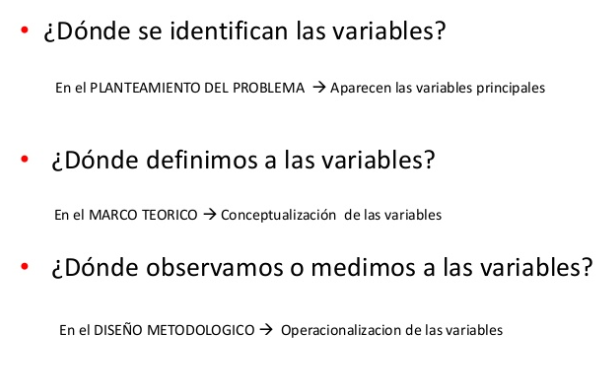 • ¿Dónde se identifican las variables?
En el PLANTEAMIENTO DEL PROBLEMA → Aparecen las variables principales
• ¿Dónde definimos a las variables?
En el MARCO TEORICO → Conceptualización de las variables
• ¿Dónde observamos o medimos a las variables?
En el DISEÑO METODOLOGICO → Operacionalizacion de las variables